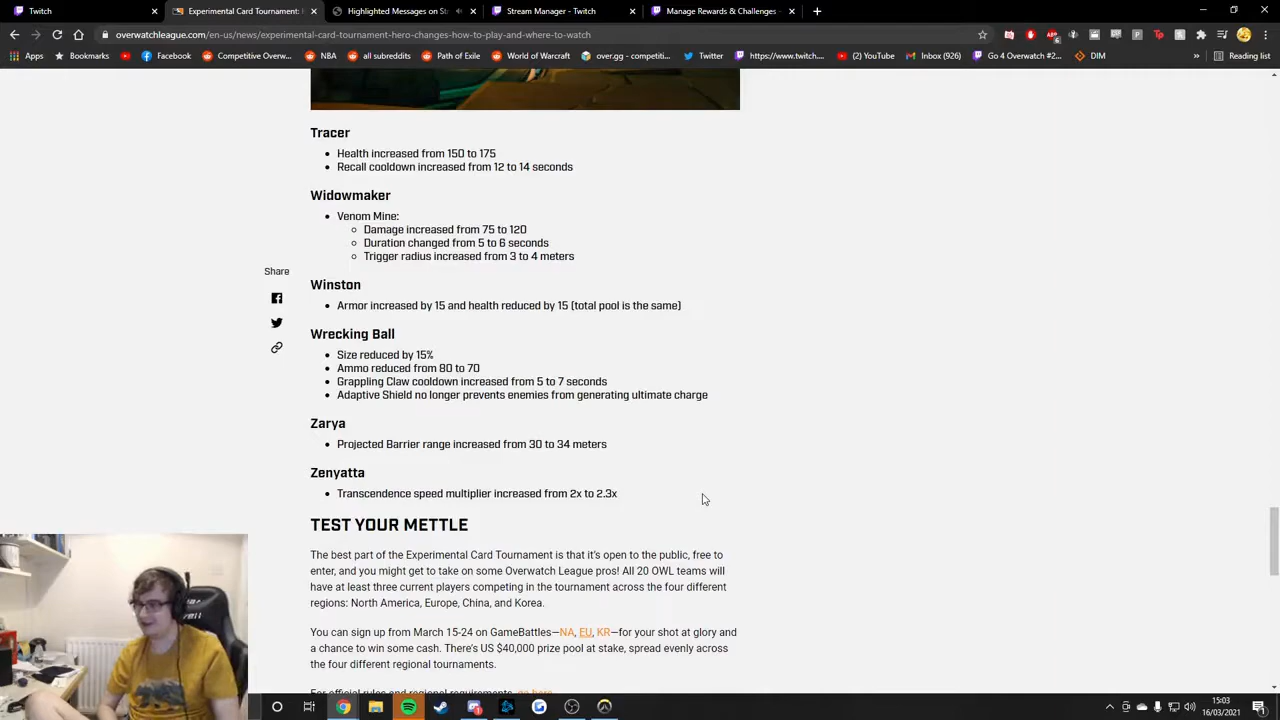 Twitch
Experimental Card Tournament: H
Highlight
Stream Manager - Twitch
Manage Rewards & Challenges -
overwatchleague.com/en-us/news/experimental-card-tournament-hero-changes-how-to-play-and-where-to-watch
Apps Bookmarks Facebook Competitive Overw... NBA all subreddits Path of Exile World of Warcraft over.gg - competiti... Twitter https://www.twitch.... (2) YouTube Inbox (926) Go 4 Overwatch #2... DIM » Reading list
Tracer
Health increased from 150 to 175
Recall cooldown increased from 12 to 14 seconds
Widowmaker
Venom Mine:
Damage increased from 75 to 120
Duration changed from 5 to 6 seconds
Trigger radius increased from 3 to 4 meters
Share
Winston
Armor increased by 15 and health reduced by 15 (total pool is the same)
Wrecking Ball
Size reduced by 15%
Ammo reduced from 80 to 70
Grappling Claw cooldown increased from 5 to 7 seconds
Adaptive Shield no longer prevents enemies from generating ultimate charge
Zarya
Projected Barrier range increased from 30 to 34 meters
Zenyatta
Transcendence speed multiplier increased from 2x to 2.3x
TEST YOUR METTLE
The best part of the Experimental Card Tournament is that it's open to the public, free to
enter, and you might get to take on some Overwatch League pros! All 20 OWL teams will
have at least three current players competing in the tournament across the four different
regions: North America, Europe, China, and Korea.
You can sign up from March 15-24 on GameBattles—NA, EU, KR—for your shot at glory and
a chance to win some cash. There's US $40,000 prize pool at stake, spread evenly across
the four different regional tournaments.
For official rules and regional requirements, go here.
15:03
16/03/2021